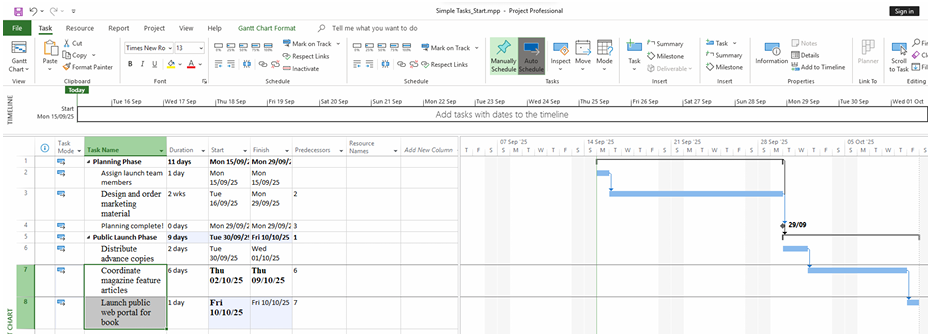 Simple Tasks_Start.mpp - Project Professional
Sign in
File Task Resource Report Project View Help Gantt Chart Format Tell me what you want to do
Gantt Chart
View
Paste
Cut
Copy
Format Painter
Clipboard
Times New Ro 13
B I U A
Font
Mark on Track
Respect Links
Inactivate
Schedule
Mark on Track
Respect Links
Schedule
Manually Schedule
Auto Schedule
Inspect
Move
Mode
Tasks
Task
Summary
Milestone
Deliverable
Insert
Task
Summary
Milestone
Insert
Information
Notes
Details
Add to Timeline
Properties
Planner
Link To
Scroll to Task
Editing
TIMELINE
Today
Start
Mon 15/09/25
Tue 16 Sep Wed 17 Sep Thu 18 Sep Fri 19 Sep Sat 20 Sep Sun 21 Sep Mon 22 Sep Tue 23 Sep Wed 24 Sep Thu 25 Sep Fri 26 Sep Sat 27 Sep Sun 28 Sep Mon 29 Sep Tue 30 Sep Wed 01 Oct
Add tasks with dates to the timeline
Task Mode Task Name Duration Start Finish Predecessors Resource Names Add New Column
07 Sep '25 14 Sep '25 21 Sep '25 28 Sep '25 05 Oct '25
T F S S M T W T F S S M T W T F S S M T W T F S S M T W T F S S M T W T F
1 Planning Phase 11 days Mon 15/09/2 Mon 29/09/2
2 Assign launch team members 1 day Mon 15/09/25 Mon 15/09/25
3 Design and order marketing material 2 wks Tue 16/09/25 Mon 29/09/25 2
4 Planning complete! 0 days Mon 29/09/2 Mon 29/09/2 3
29/09
5 Public Launch Phase 9 days Tue 30/09/25 Fri 10/10/25 1
6 Distribute advance copies 2 days Tue 30/09/25 Wed 01/10/25
7 Coordinate magazine feature articles 6 days Thu 02/10/25 Thu 09/10/25 6
8 Launch public web portal for book 1 day Fri 10/10/25 Fri 10/10/25 7
CHART